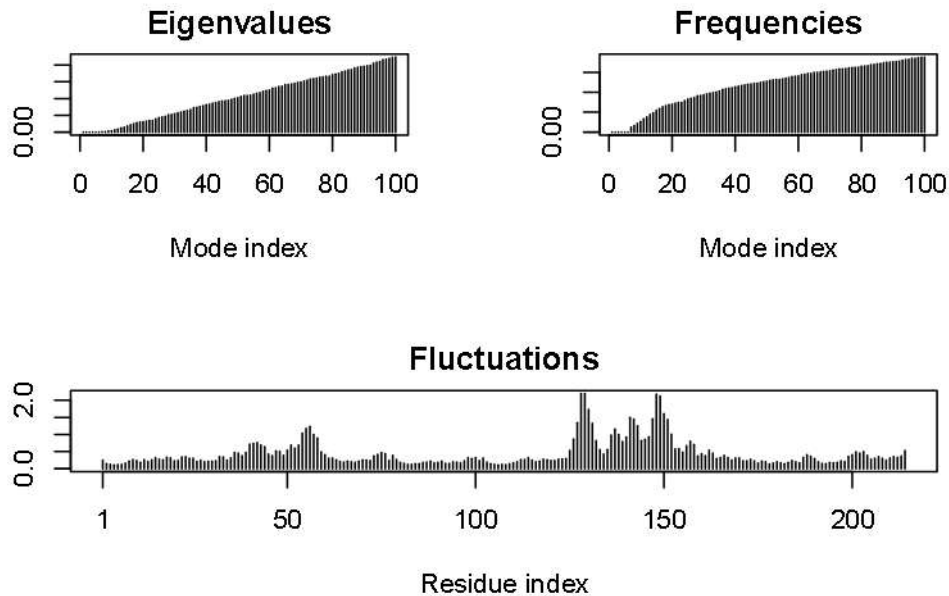 Eigenvalues
0.00
0 20 40 60 80 100
Mode index
Frequencies
0.00
0 20 40 60 80 100
Mode index
Fluctuations
2.0
0.0
1 50 100 150 200
Residue index